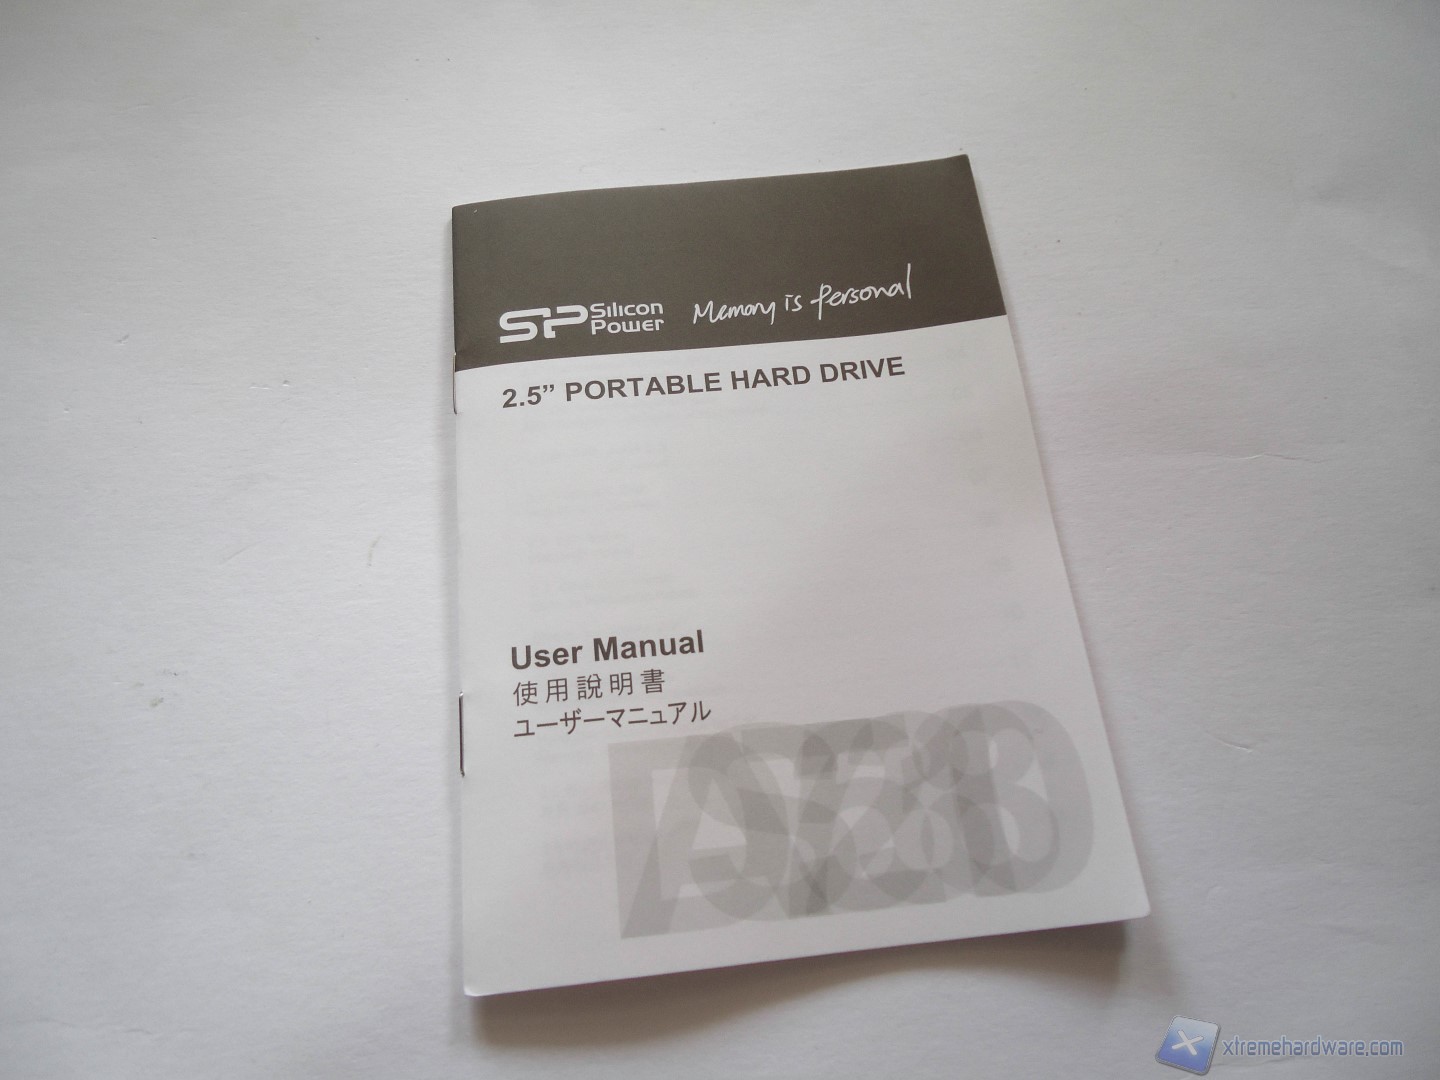 SP Silicon Power Memory is personal
2.5” PORTABLE HARD DRIVE
User Manual
使用說明書
ユーザーマニュアル
xtremehardware.com